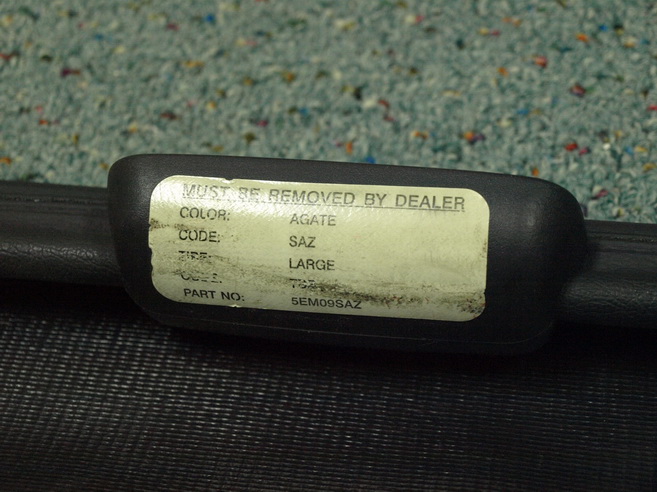 MUST BE REMOVED BY DEALER
COLOR: AGATE
CODE: SAZ
LARGE
PART NO: 5EM09SAZ